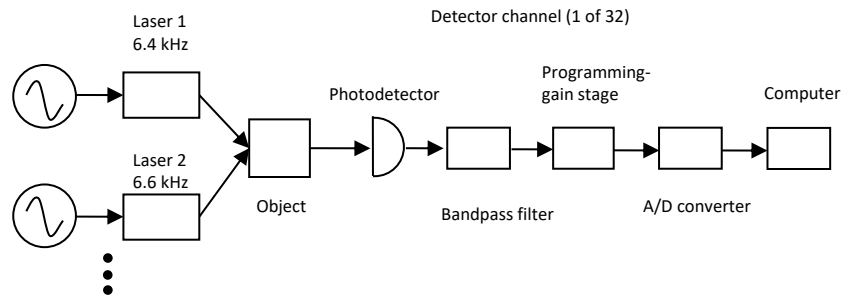 Detector channel (1 of 32)
Laser 1
6.4 kHz
Photodetector
Programming-
gain stage
Computer
Laser 2
6.6 kHz
Object
Bandpass filter
A/D converter